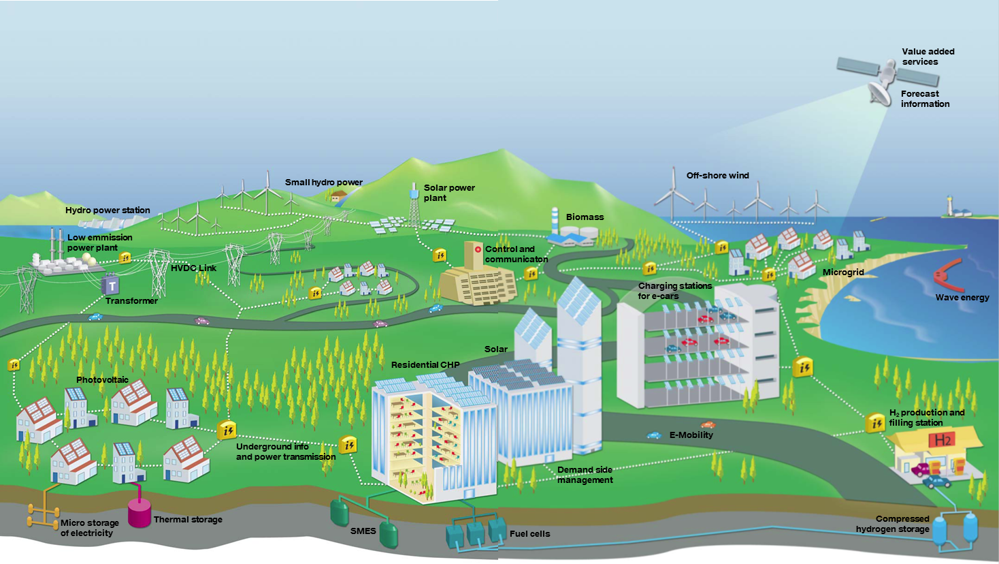 Value added
services
Forecast
information
Off-shore wind
Small hydro power
Solar power
plant
Hydro power station
Biomass
Low emmission
power plant
Control and
communicaton
HVDC Link
Microgrid
T
Transformer
Charging stations
for e-cars
Wave energy
Solar
Residential CHP
Photovoltaic
H₂ production and
filling station
H2
E-Mobility
Underground info
and power transmission
Demand side
management
Thermal storage
Micro storage
of electricity
SMES
Fuel cells
Compressed
hydrogen storage
i
i
i
i
i
i
i
i
i
i
i
i